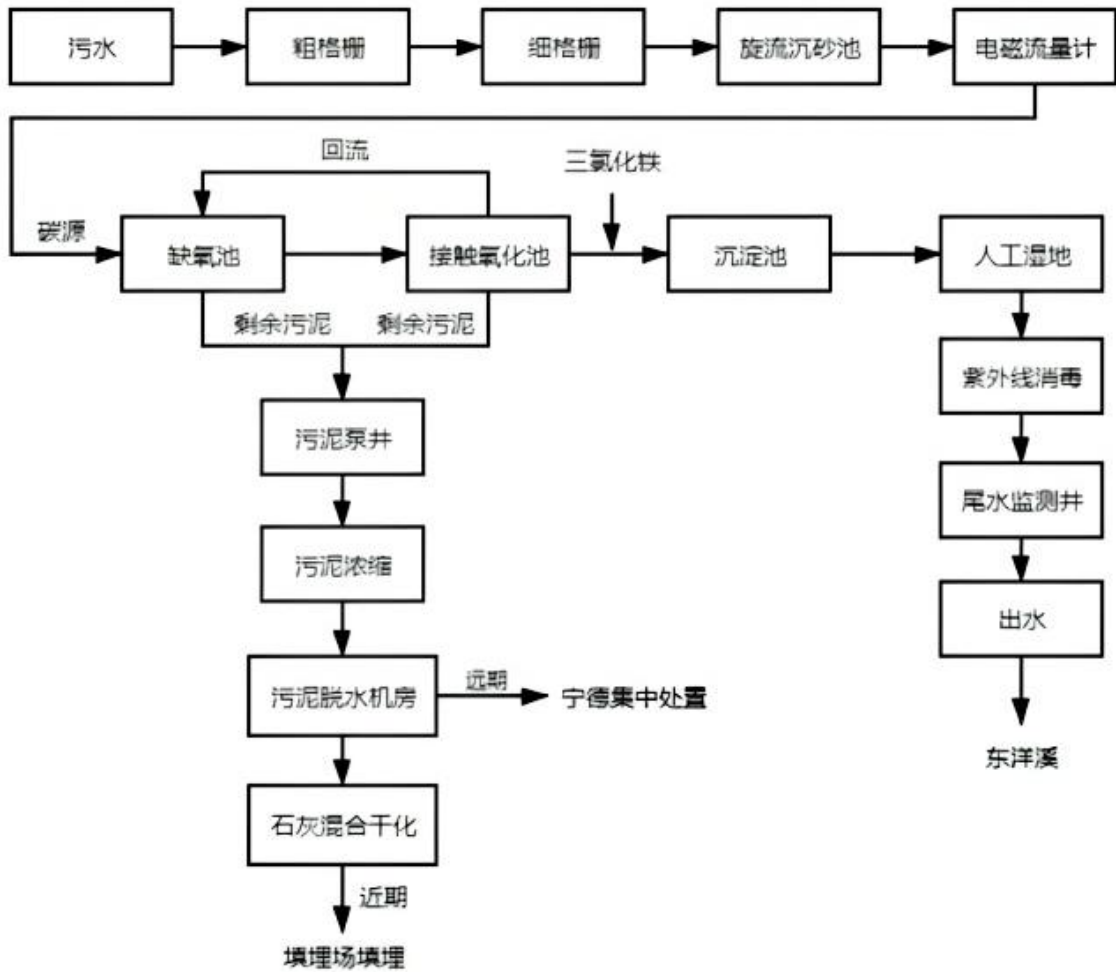 污水
粗格栅
细格栅
旋流沉砂池
电磁流量计
回流
三氯化铁
碳源
缺氧池
接触氧化池
沉淀池
人工湿地
剩余污泥
剩余污泥
紫外线消毒
污泥泵井
尾水监测井
污泥浓缩
出水
污泥脱水机房
远期
宁德集中处置
东洋溪
石灰混合干化
近期
填埋场填埋